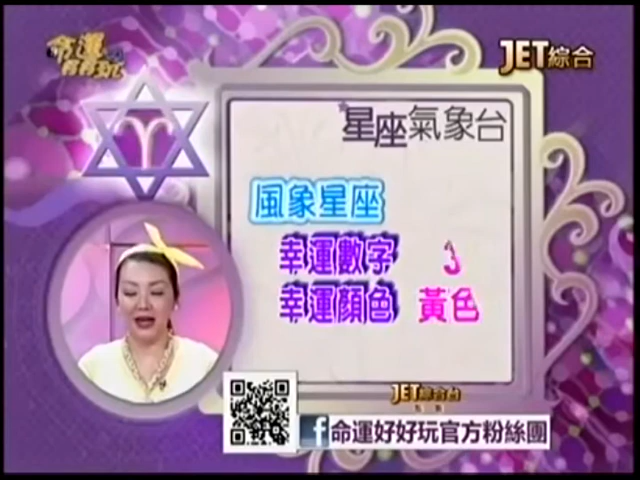 命運好好玩
JET綜合
星座氣象台
風象星座
幸運數字 3
幸運顏色 黃色
JET綜合台
命運好好玩官方粉絲團